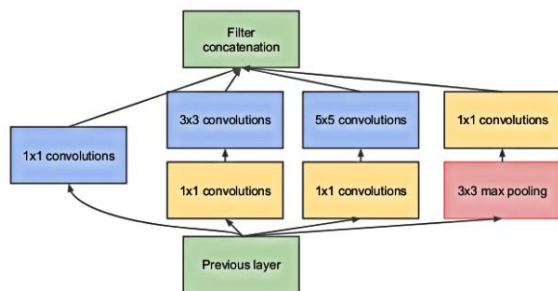 Filter
concatenation
3x3 convolutions
5x5 convolutions
1x1 convolutions
1x1 convolutions
1x1 convolutions
1x1 convolutions
3x3 max pooling
Previous layer